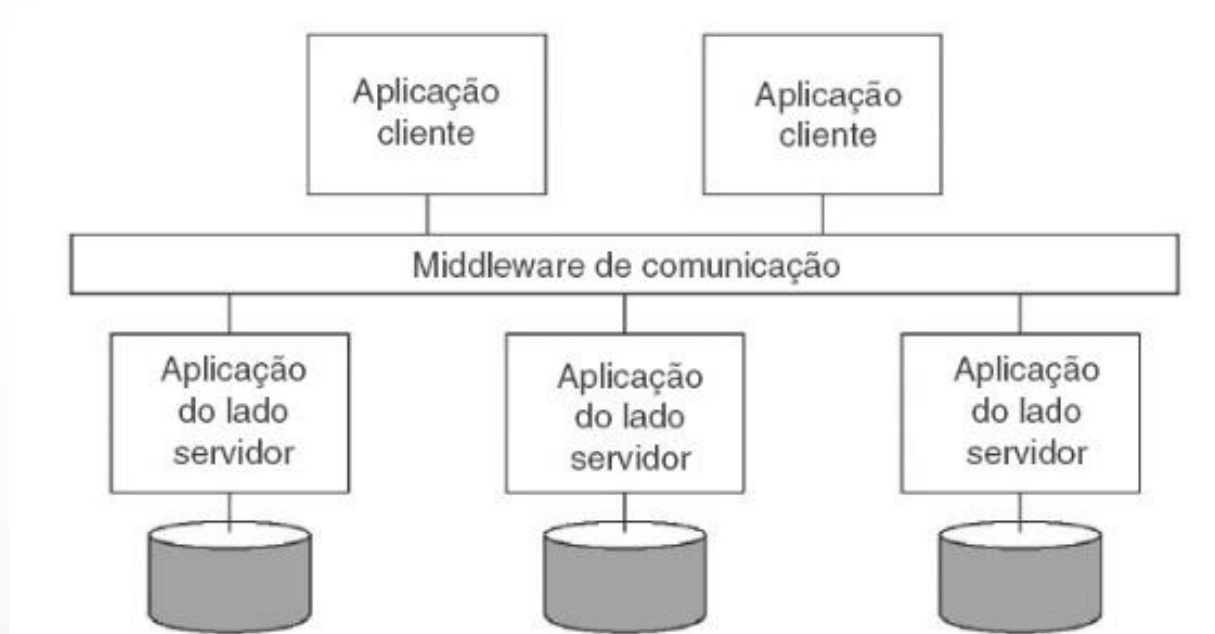 Aplicação
cliente
Aplicação
cliente
Middleware de comunicação
Aplicação
do lado
servidor
Aplicação
do lado
servidor
Aplicação
do lado
servidor